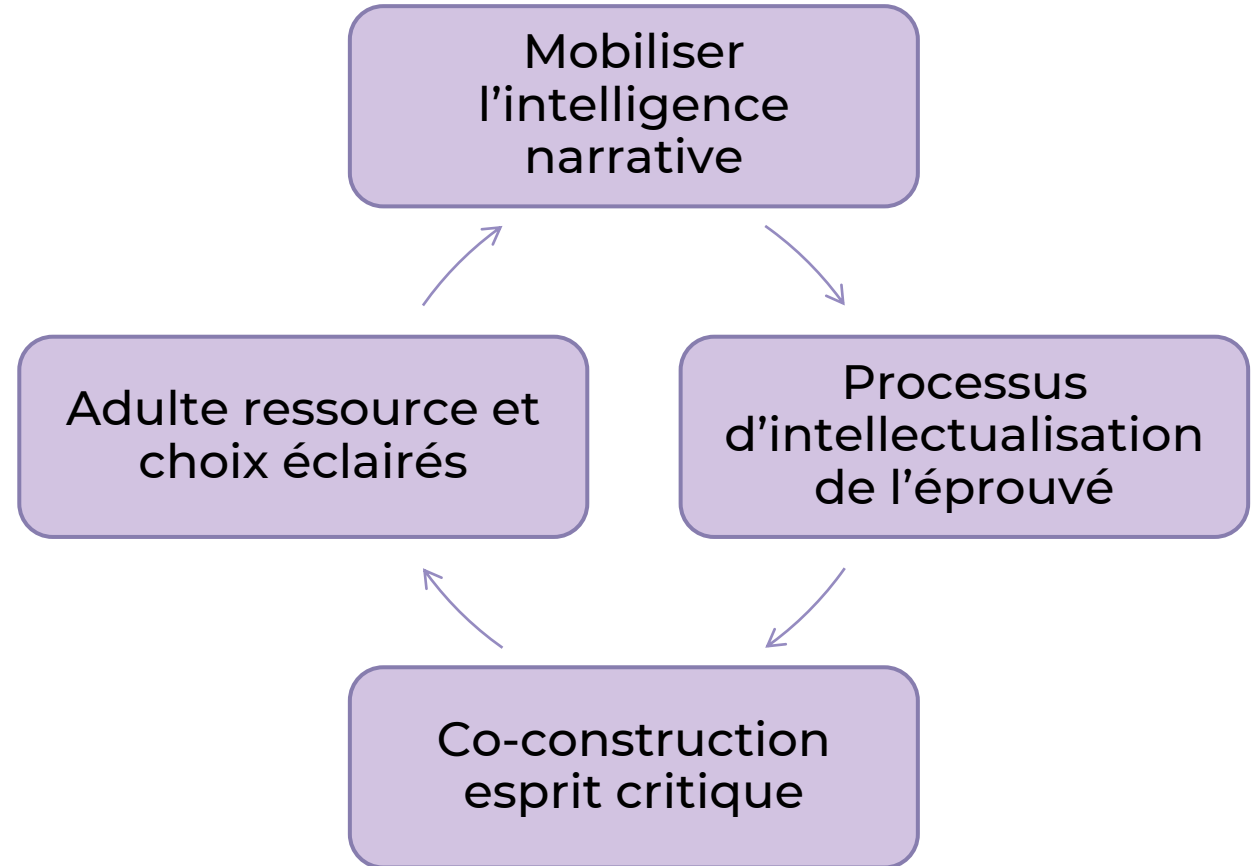 Mobiliser
l’intelligence
narrative
Processus
d’intellectualisation
de l’éprouvé
Co-construction
esprit critique
Adulte ressource et
choix éclairés